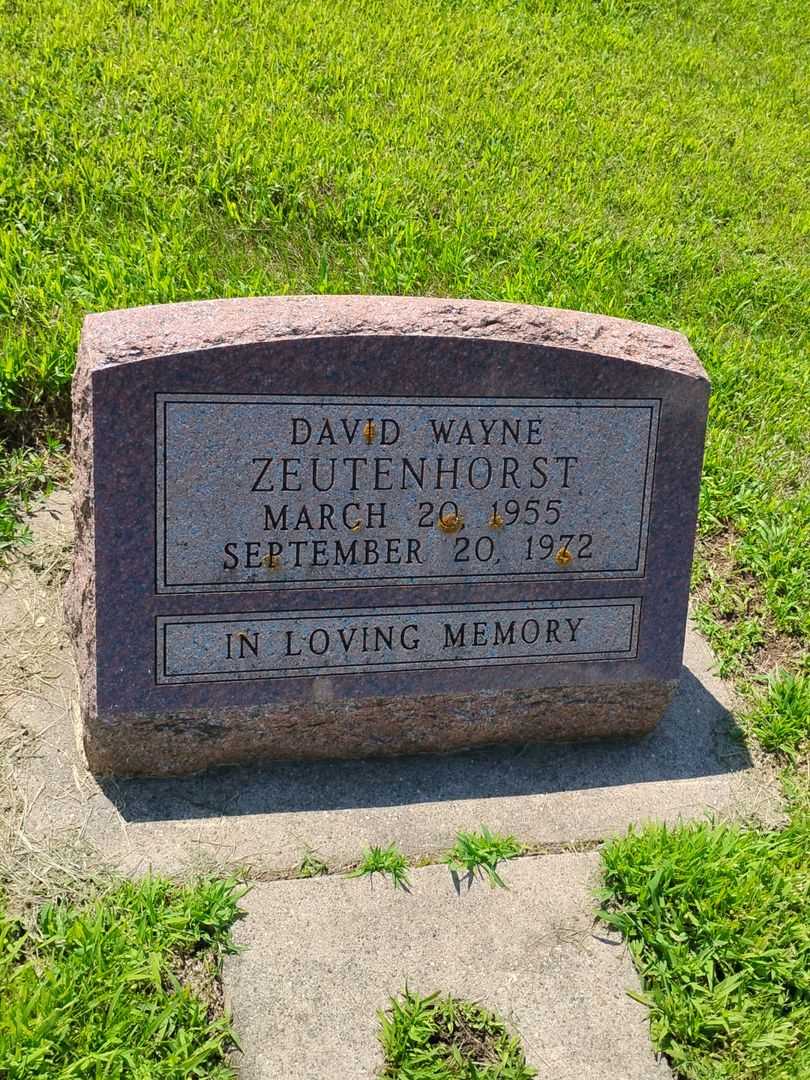 DAVID WAYNE
ZEUTENHORST
MARCH 20, 1955
SEPTEMBER 20, 1972
IN LOVING MEMORY